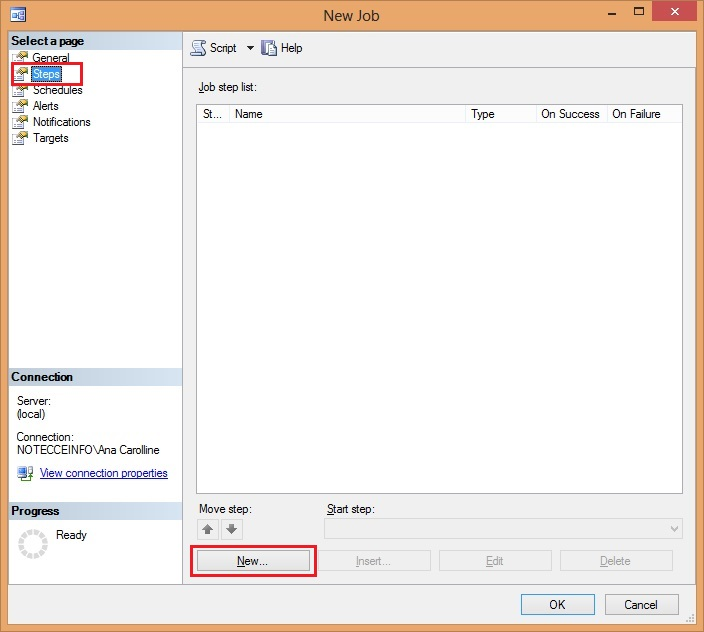 New Job
Select a page
General
Steps
Schedules
Alerts
Notifications
Targets
Script
Help
Job step list:
St... Name Type On Success On Failure
Connection
Server:
(local)
Connection:
NOTECCEINFO\Ana Carolline
View connection properties
Progress
Ready
Move step:
Start step:
New...
Insert...
Edit
Delete
OK
Cancel